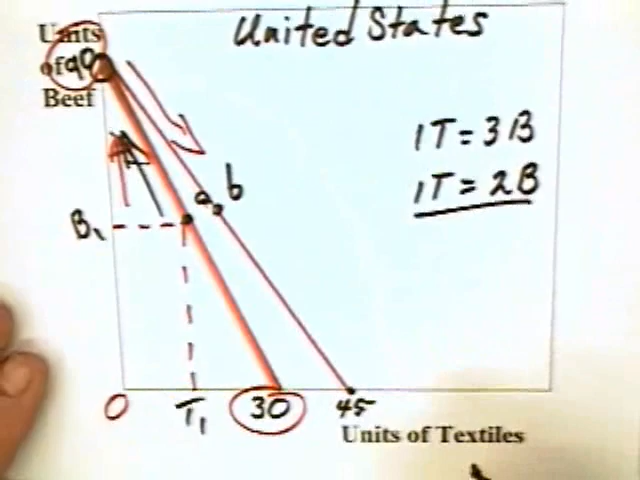 United States
Units
of 90
Beef
1T = 3B
1T = 2B
a b
B1
0 T1 30 45
Units of Textiles